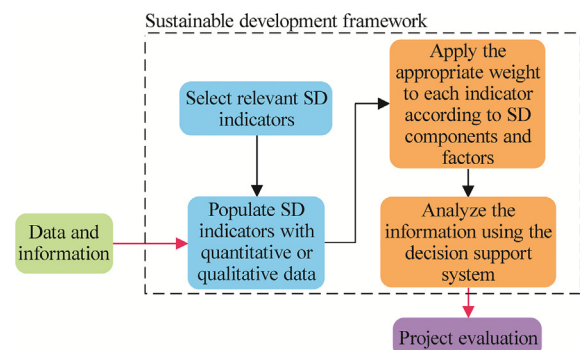 Sustainable development framework
Select relevant SD
indicators
Populate SD
indicators with
quantitative or
qualitative data
Data and
information
Apply the
appropriate weight
to each indicator
according to SD
components and
factors
Analyze the
information using the
decision support
system
Project evaluation